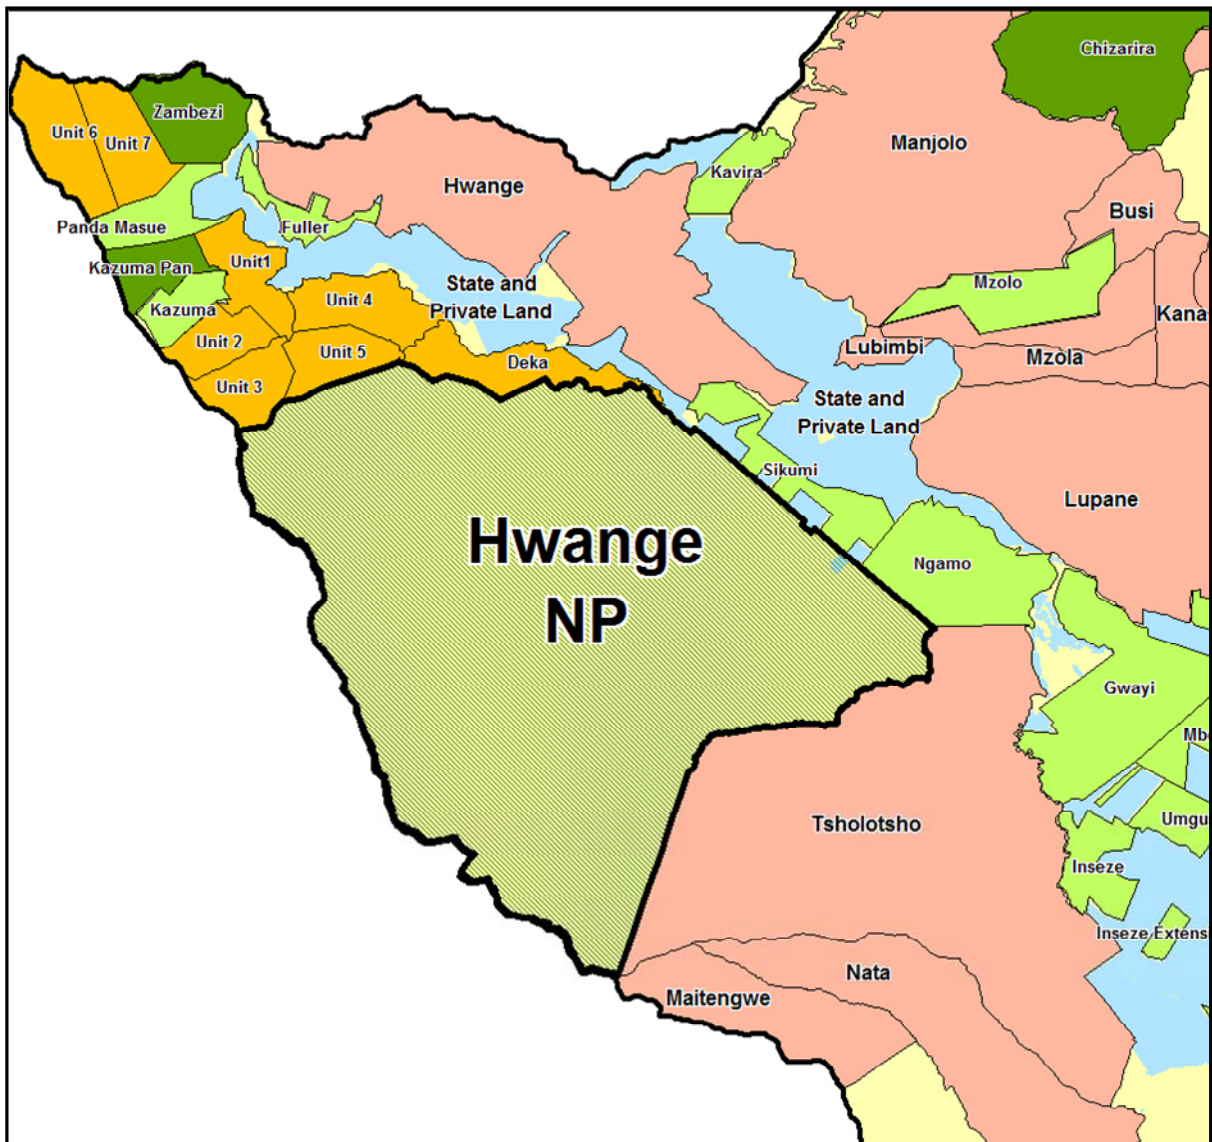 Chizarira
Zambezi
Unit 6
Unit 7
Manjolo
Kavira
Hwange
Busi
Panda Masue
Fuller
Kazuma Pan
Unit1
State and
Private Land
Mzolo
Kazuma
Unit 4
Kana
Unit 2
Unit 5
Lubimbi
Mzola
Deka
Unit 3
State and
Private Land
Sikumi
Lupane
Hwange
NP
Ngamo
Gwayi
Mb
Tsholotsho
Umgu
Inseze
Inseze Extens
Nata
Maitengwe